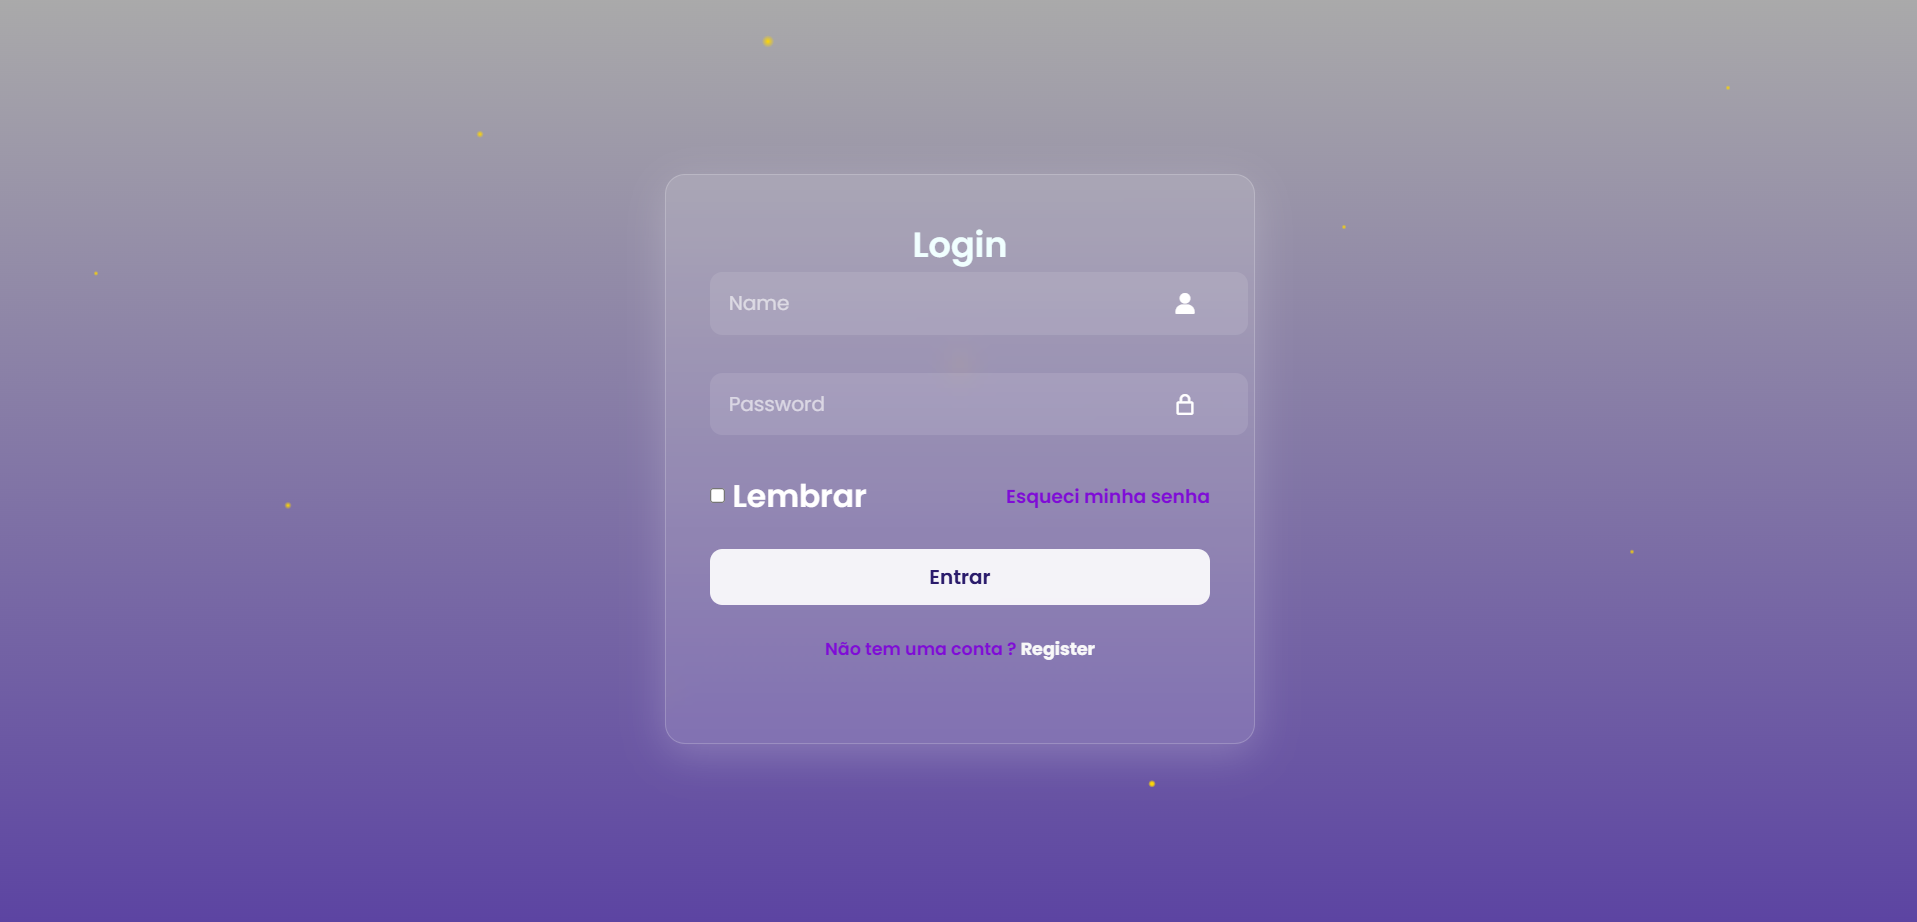 Login
Name
Password
Lembrar Esqueci minha senha
Entrar
Não tem uma conta ? Register